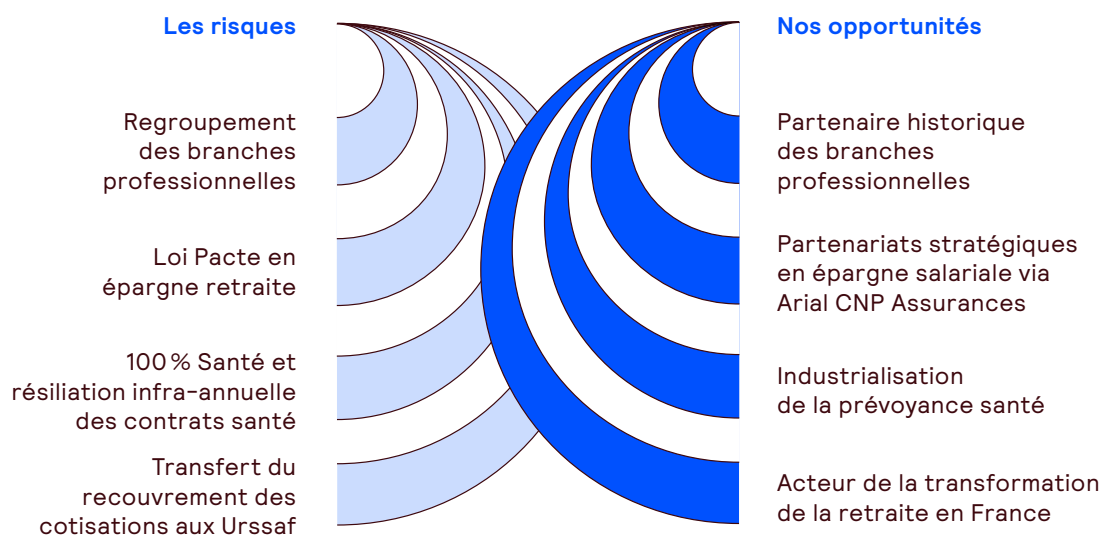 Les risques
Regroupement
des branches
professionnelles
Loi Pacte en
épargne retraite
100 % Santé et
résiliation infra-annuelle
des contrats santé
Transfert du
recouvrement des
cotisations aux Urssaf
Nos opportunités
Partenaire historique
des branches
professionnelles
Partenariats stratégiques
en épargne salariale via
Arial CNP Assurances
Industrialisation
de la prévoyance santé
Acteur de la transformation
de la retraite en France